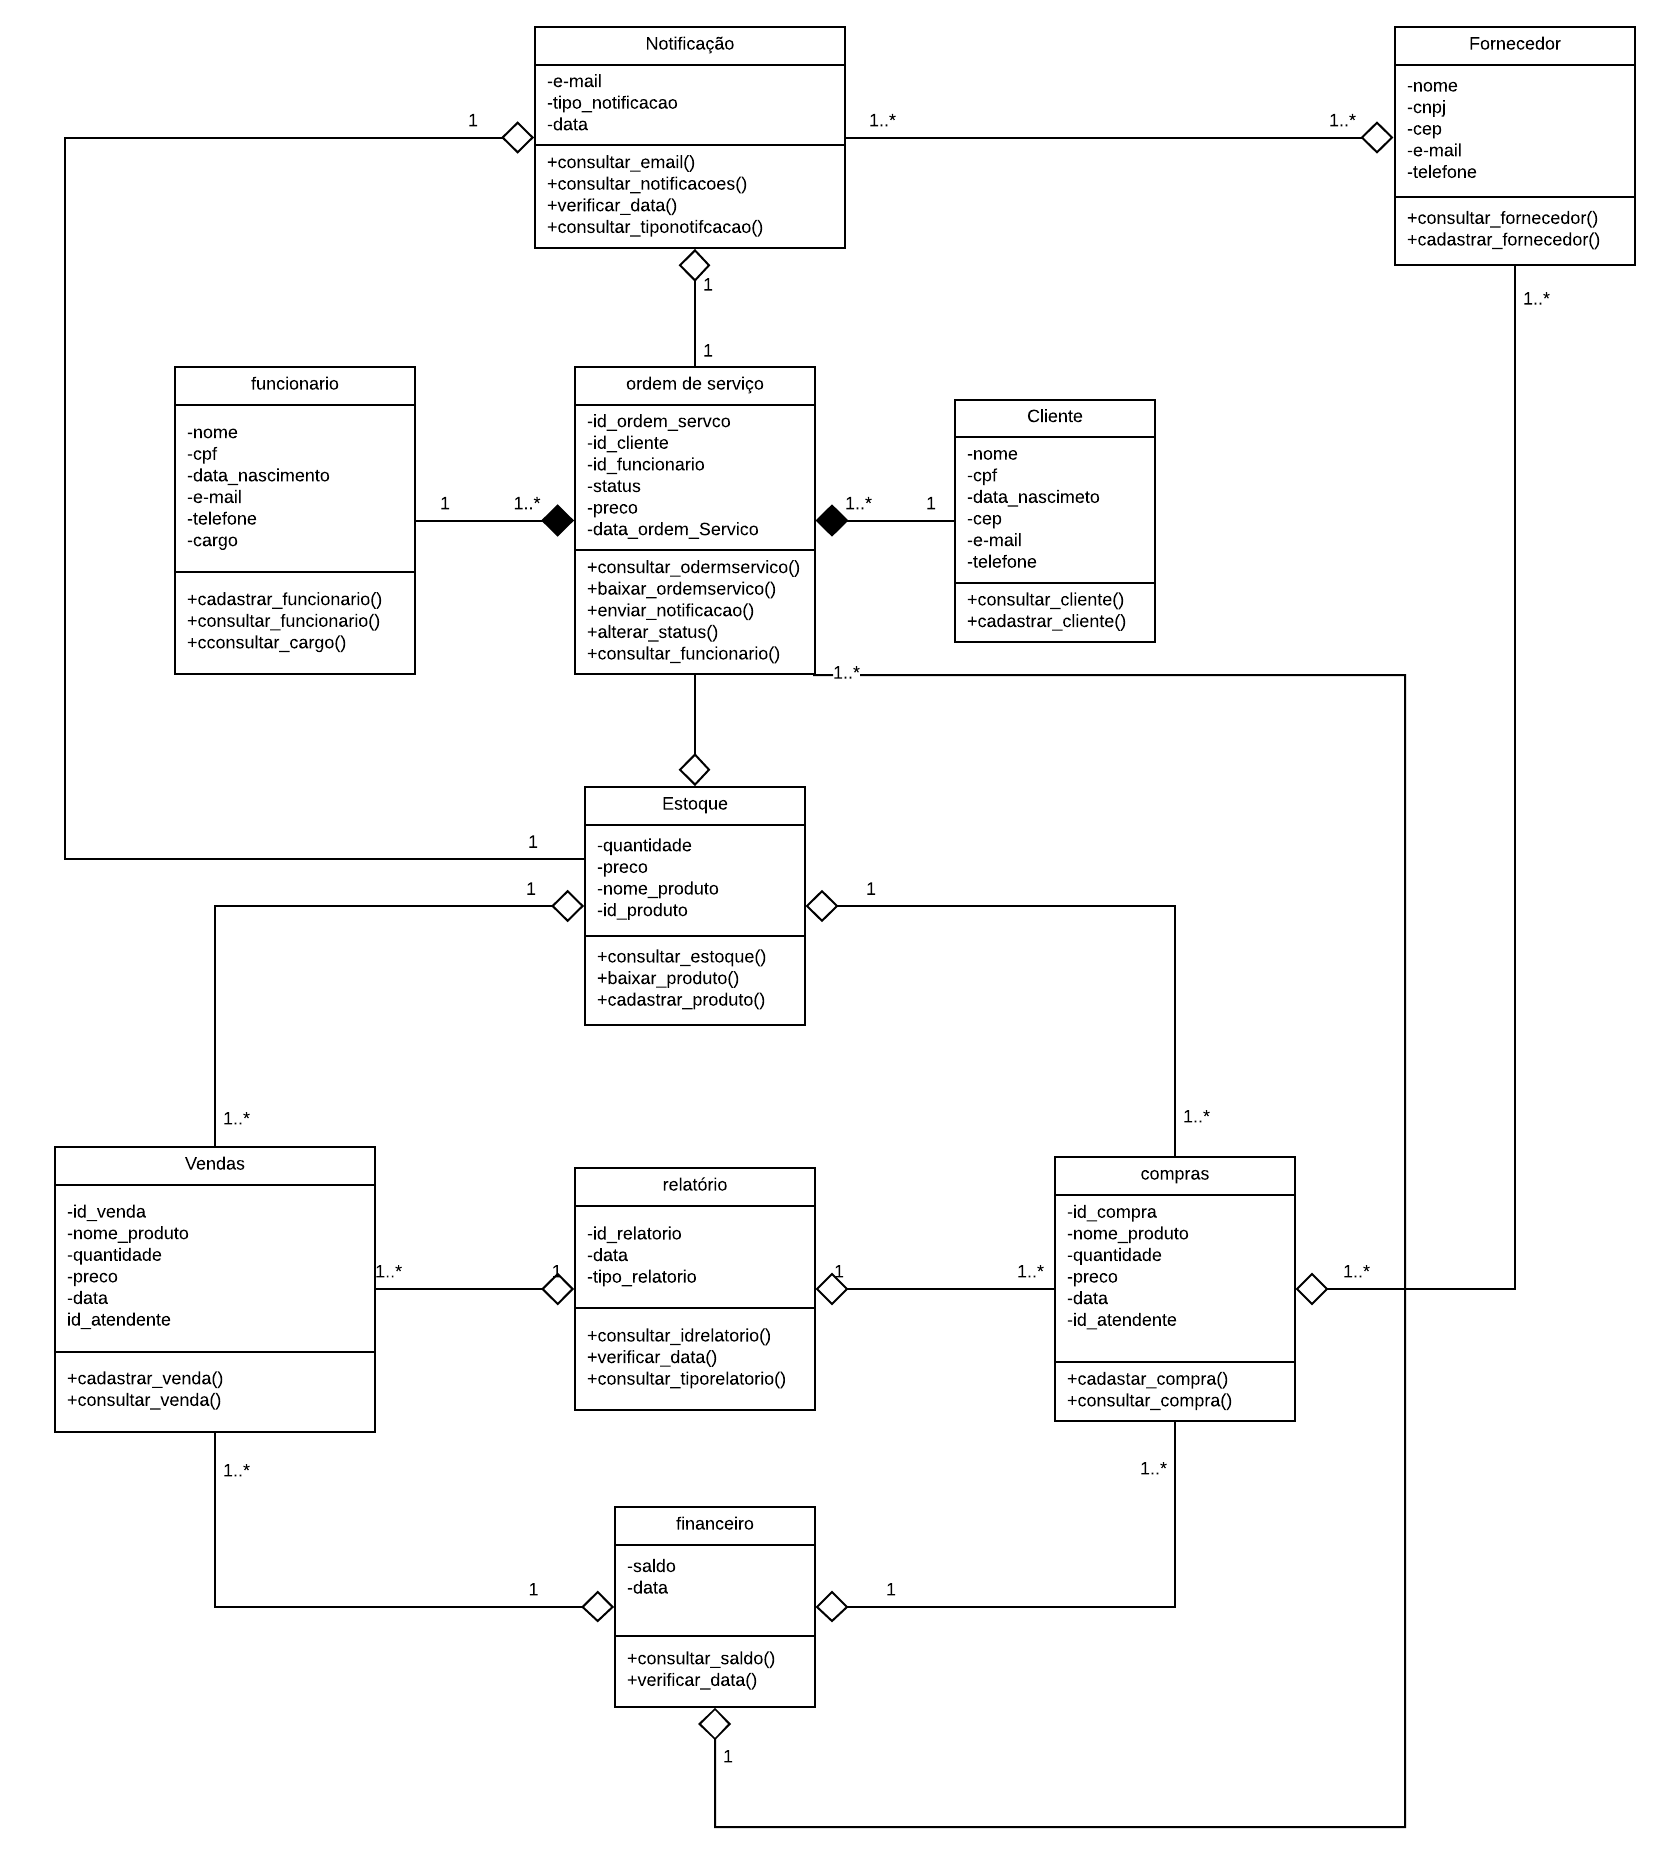 Notificação
-e-mail
-tipo_notificacao
-data
+consultar_email()
+consultar_notificacoes()
+verificar_data()
+consultar_tiponotifcacao()
1
1..*
1..*
Fornecedor
-nome
-cnpj
-cep
-e-mail
-telefone
+consultar_fornecedor()
+cadastrar_fornecedor()
1..*
1
1
funcionario
-nome
-cpf
-data_nascimento
-e-mail
-telefone
-cargo
+cadastrar_funcionario()
+consultar_funcionario()
+cconsultar_cargo()
1
1..*
ordem de serviço
-id_ordem_servco
-id_cliente
-id_funcionario
-status
-preco
-data_ordem_Servico
+consultar_odermservico()
+baixar_ordemservico()
+enviar_notificacao()
+alterar_status()
+consultar_funcionario()
1..*
1
Cliente
-nome
-cpf
-data_nascimeto
-cep
-e-mail
-telefone
+consultar_cliente()
+cadastrar_cliente()
1..*
Estoque
-quantidade
-preco
-nome_produto
-id_produto
+consultar_estoque()
+baixar_produto()
+cadastrar_produto()
1
1
1
1..*
1..*
Vendas
-id_venda
-nome_produto
-quantidade
-preco
-data
id_atendente
+cadastrar_venda()
+consultar_venda()
1..*
1
relatório
-id_relatorio
-data
-tipo_relatorio
+consultar_idrelatorio()
+verificar_data()
+consultar_tiporelatorio()
1
1..*
compras
-id_compra
-nome_produto
-quantidade
-preco
-data
-id_atendente
+cadastar_compra()
+consultar_compra()
1..*
1..*
1..*
financeiro
-saldo
-data
+consultar_saldo()
+verificar_data()
1
1
1